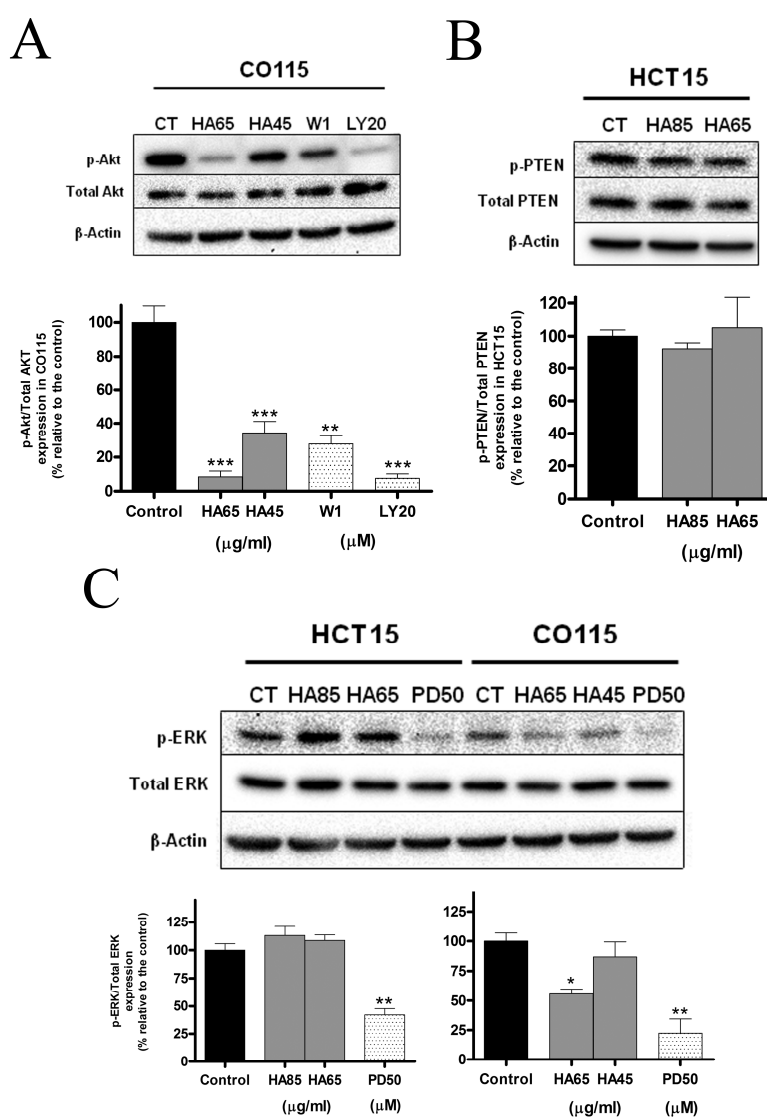 A
CO115
CT HA65 HA45 W1 LY20
p-Akt
Total Akt
β-Actin
p-Akt/Total AKT
expression in CO115
(% relative to the control)
100
80
60
40
20
0
***
***
**
***
Control HA65 HA45 W1 LY20
(μg/ml) (μM)
B
HCT15
CT HA85 HA65
p-PTEN
Total PTEN
β-Actin
p-PTEN/Total PTEN
expression in HCT15
(% relative to the control)
120
100
80
60
40
20
0
Control HA85 HA65
(μg/ml)
C
HCT15 CO115
CT HA85 HA65 PD50 CT HA65 HA45 PD50
p-ERK
Total ERK
β-Actin
p-ERK/Total ERK
expression
(% relative to the control)
125
100
75
50
25
0
**
Control HA85 HA65 PD50
(μg/ml) (μM)
125
100
75
50
25
0
*
**
Control HA65 HA45 PD50
(μg/ml) (μM)